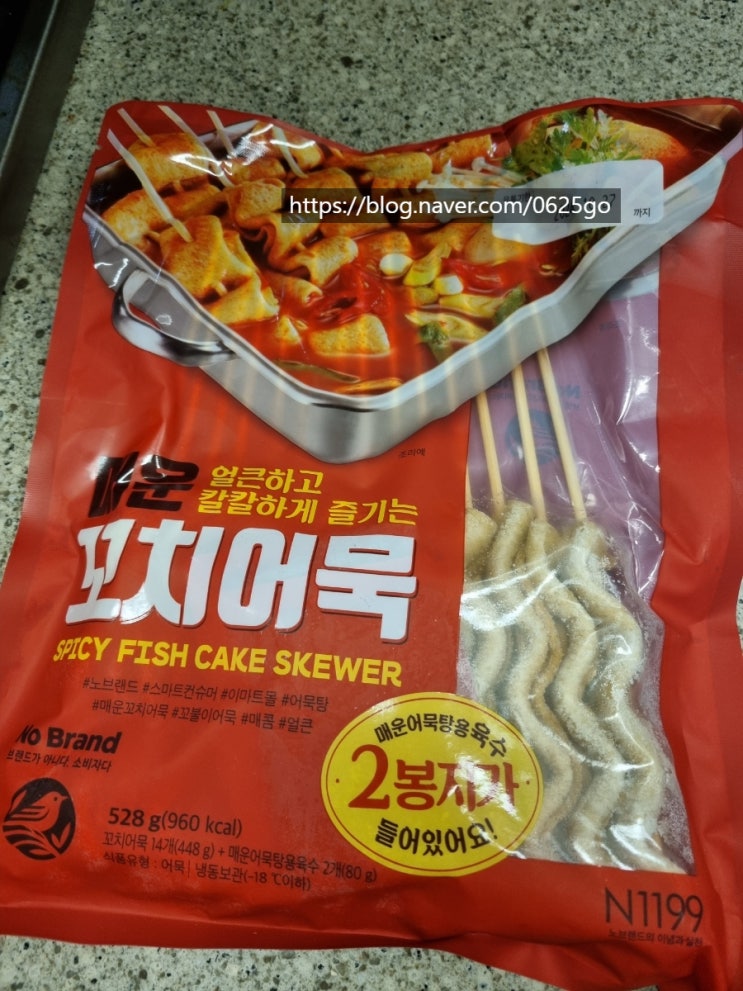 https://blog.naver.com/0625go
까지
조리예
매운 얼큰하고
칼칼하게 즐기는
꼬치어묵
SPICY FISH CAKE SKEWER
#노브랜드 #스마트컨슈머 #이마트몰 #어묵탕
#매운꼬치어묵 #꼬불이어묵 #매콤 #얼큰
No Brand
브랜드가 아니다. 소비자다
매운어묵탕용육수
2봉지가
들어있어요!
528 g(960 kcal)
꼬치어묵 14개(448 g) + 매운어묵탕용육수 2개(80 g)
식품유형 : 어묵 | 냉동보관(-18 ℃이하)
N1199